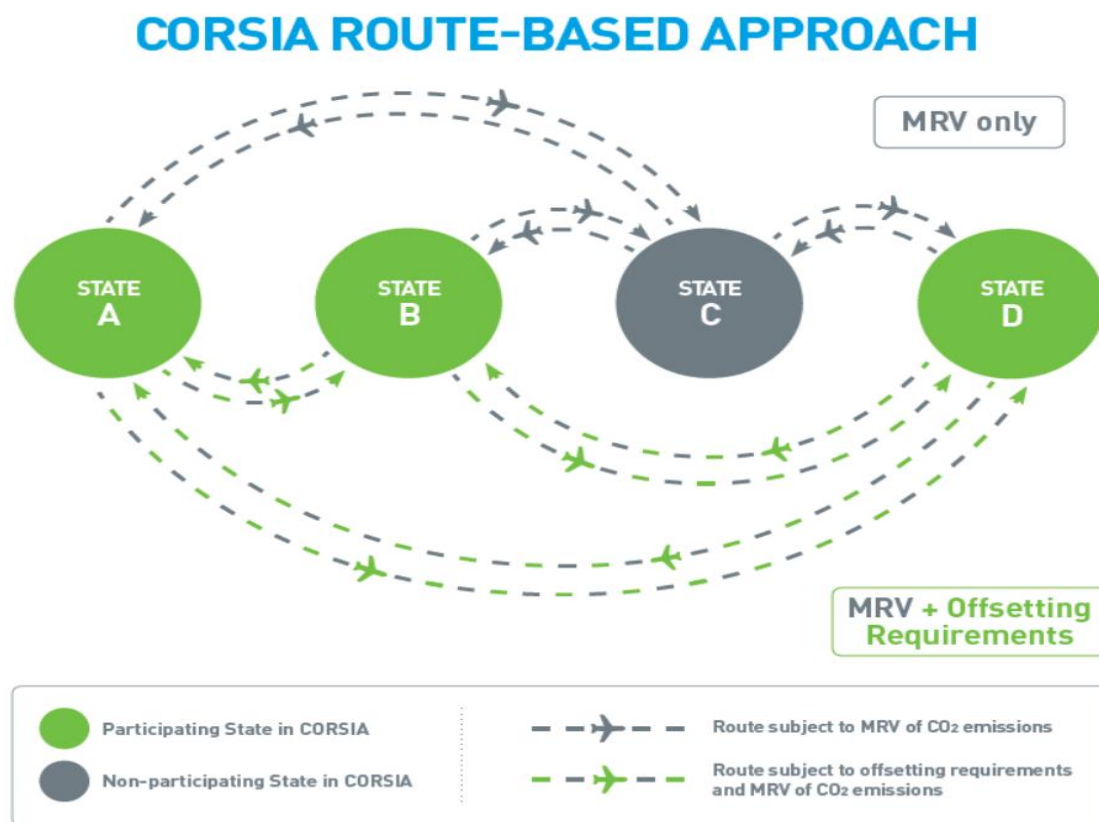 CORSIA ROUTE-BASED APPROACH
MRV only
STATE
A
STATE
B
STATE
C
STATE
D
MRV + Offsetting
Requirements
Participating State in CORSIA
Non-participating State in CORSIA
Route subject to MRV of CO₂ emissions
Route subject to offsetting requirements
and MRV of CO₂ emissions